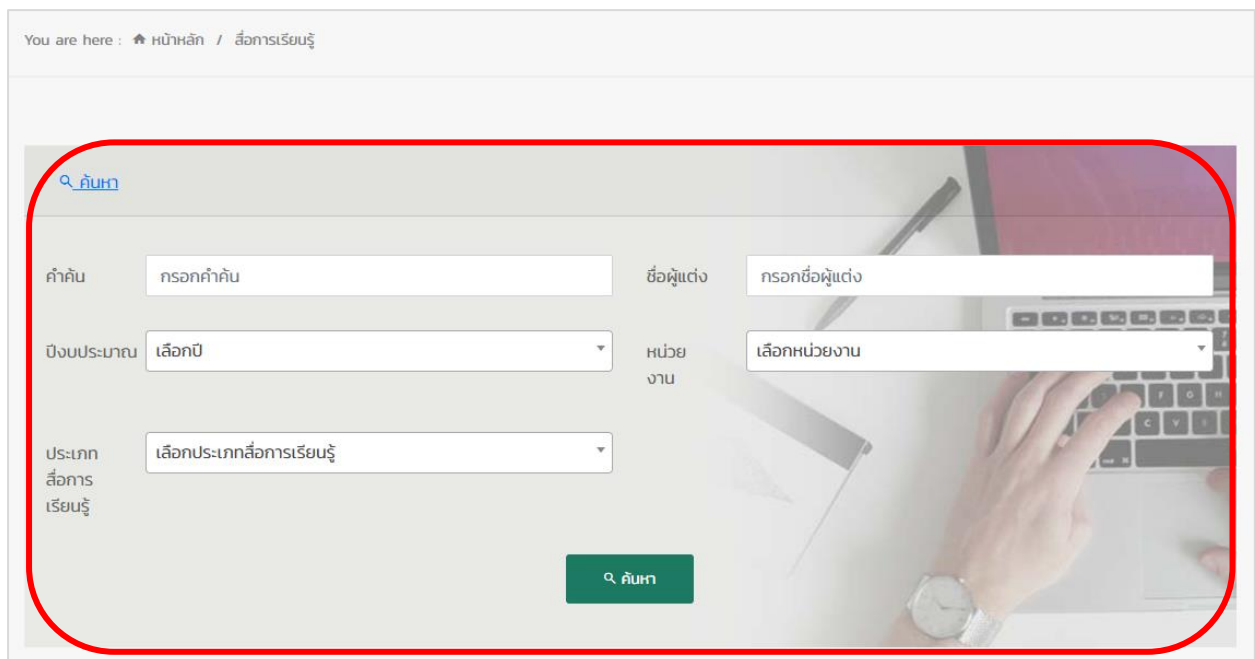 You are here : หน้าหลัก / สื่อการเรียนรู้
ค้นหา
คำค้น กรอกคำค้น ชื่อผู้แต่ง กรอกชื่อผู้แต่ง
ปีงบประมาณ เลือกปี หน่วย เลือกหน่วยงาน
งาน
ประเภท เลือกประเภทสื่อการเรียนรู้
สื่อการ
เรียนรู้
ค้นหา